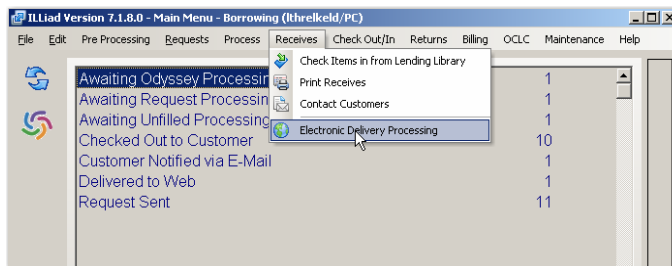 ILLiad Version 7.1.8.0 - Main Menu - Borrowing (lthrelkeld/PC)
File Edit Pre Processing Requests Process Receives Check Out/In Returns Billing OCLC Maintenance Help
Check Items in from Lending Library
Print Receives
Contact Customers
Electronic Delivery Processing
Awaiting Odyssey Processin 1
Awaiting Request Processin 1
Awaiting Unfilled Processing 1
Checked Out to Customer 10
Customer Notified via E-Mail 1
Delivered to Web 1
Request Sent 11